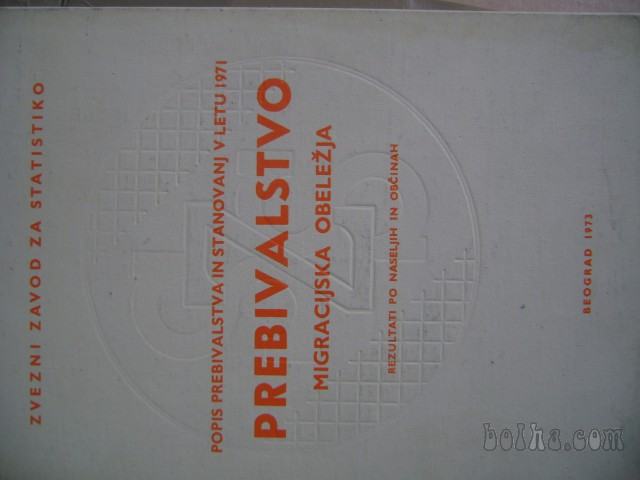 ZVEZNI ZAVOD ZA STATISTIKO
POPIS PREBIVALSTVA IN STANOVANJ V LETU 1971
PREBIVALSTVO
MIGRACIJSKA OBELEŽJA
REZULTATI PO NASELJIH IN OBČINAH
BEOGRAD 1973
bolha.com